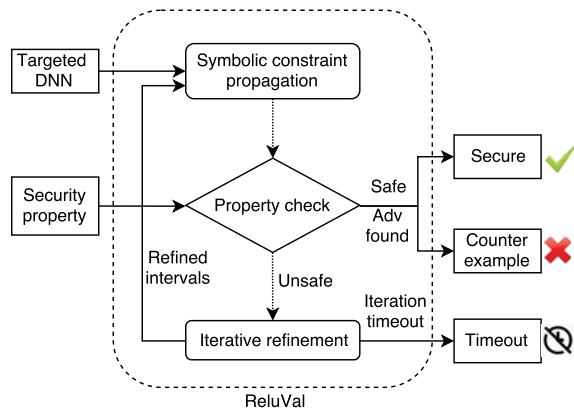 Targeted
DNN
Symbolic constraint
propagation
Security
property
Property check
Safe
Adv
found
Secure
Counter
example
Refined
intervals
Unsafe
Iteration
timeout
Iterative refinement
Timeout
ReluVal